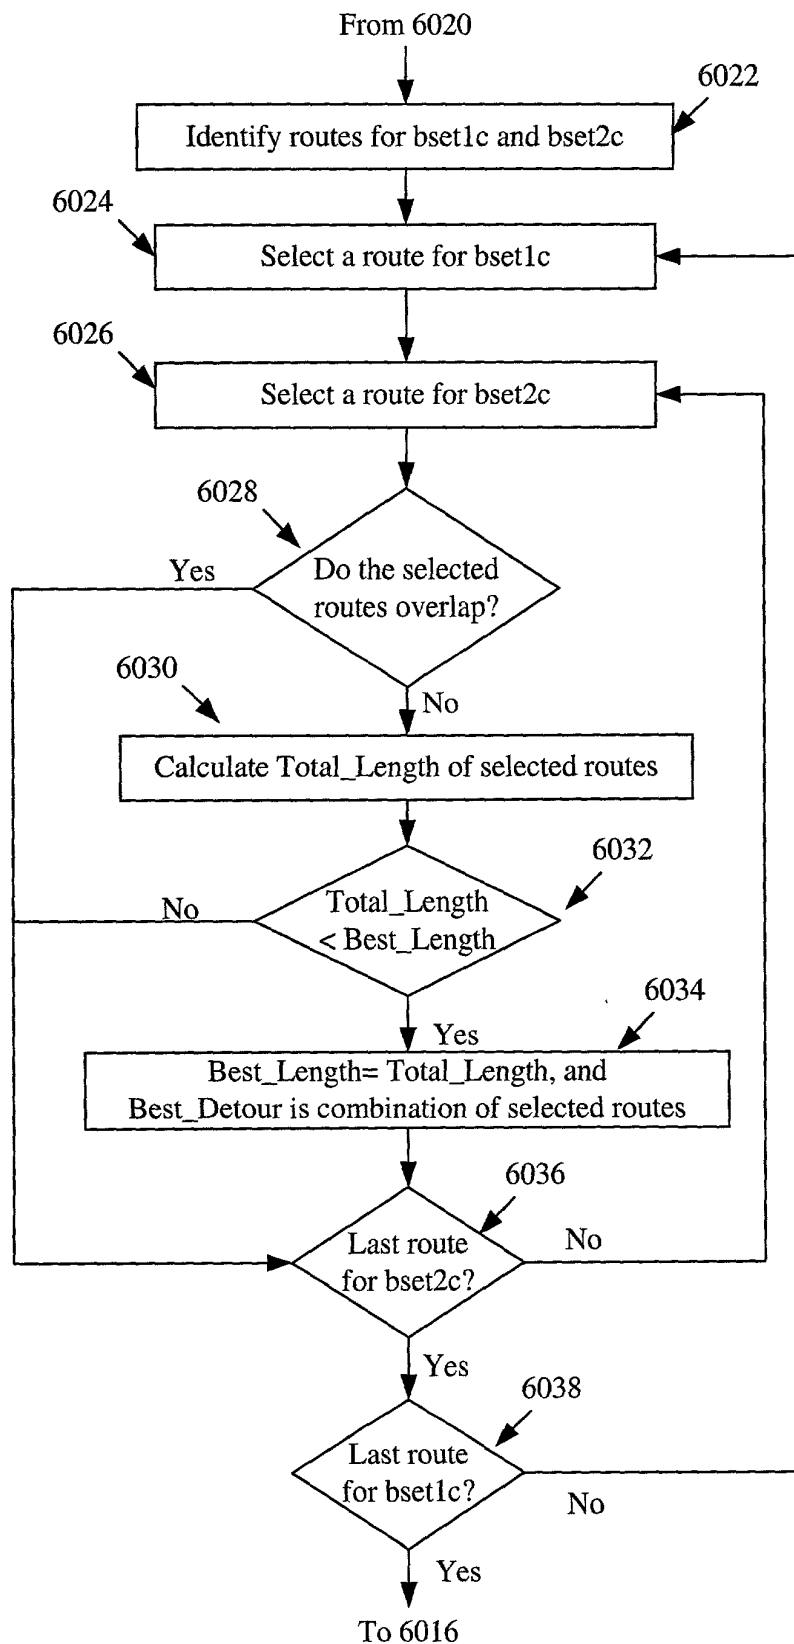 From 6020
6022
Identify routes for bset1c and bset2c
6024
Select a route for bset1c
6026
Select a route for bset2c
6028
Yes
Do the selected
routes overlap?
6030
No
Calculate Total_Length of selected routes
6032
No
Total_Length
< Best_Length
6034
Yes
Best_Length= Total_Length, and
Best_Detour is combination of selected routes
6036
Last route
for bset2c?
No
Yes
6038
Last route
for bset1c?
No
Yes
To 6016